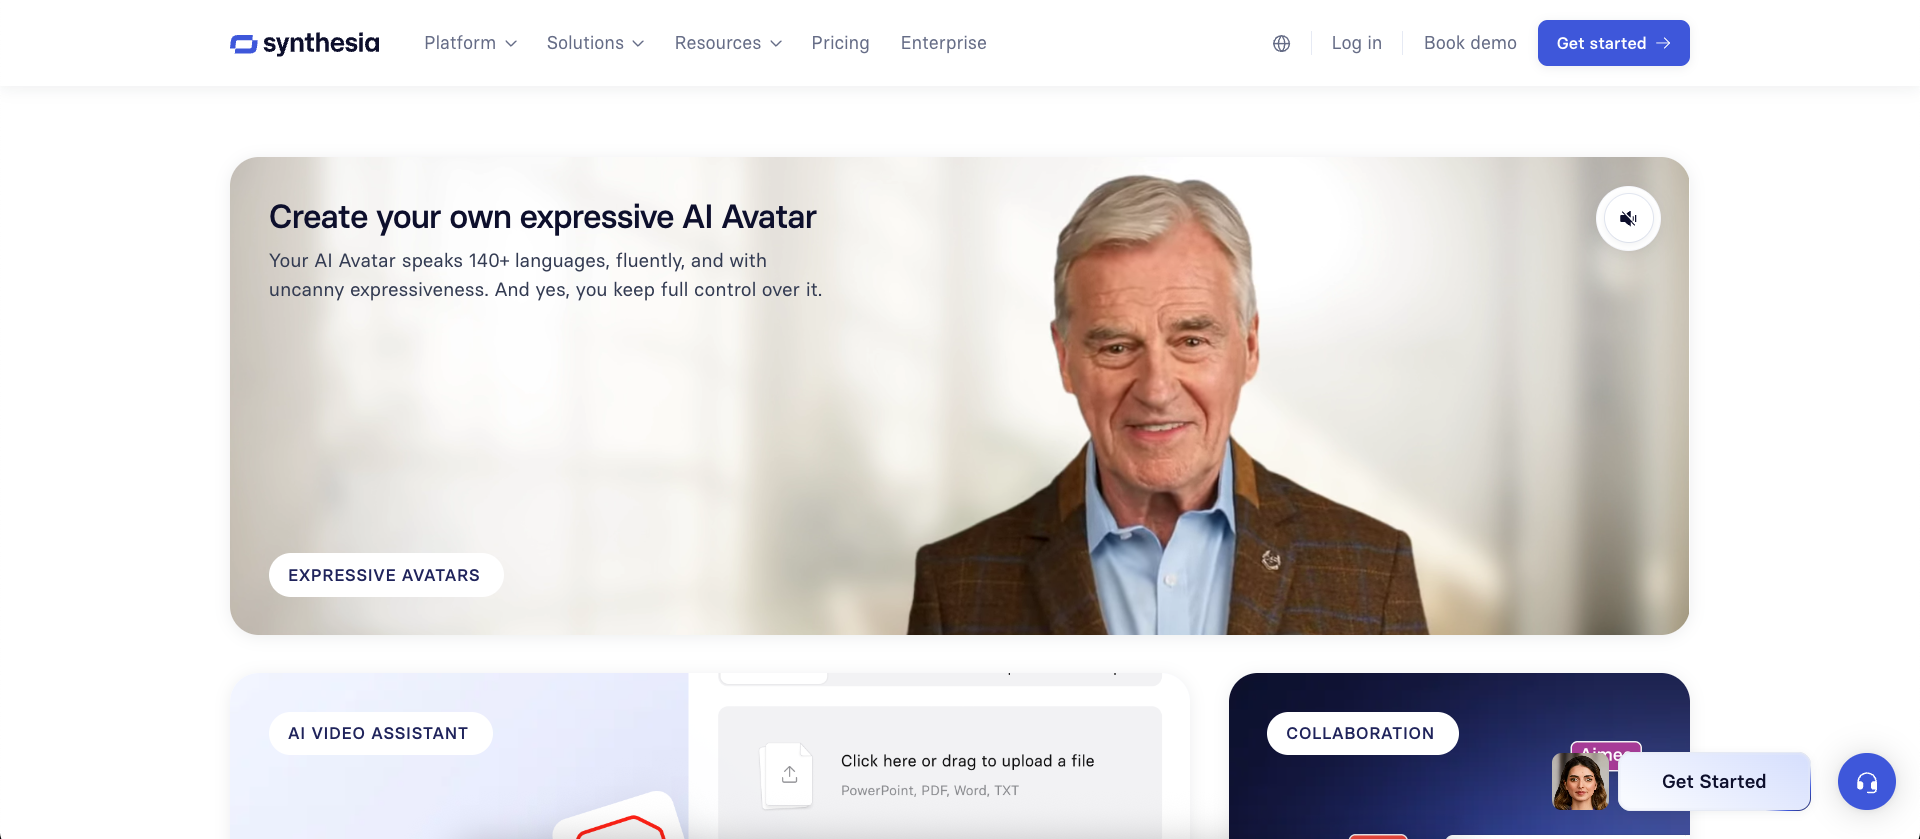 synthesia
Platform
Solutions
Resources
Pricing
Enterprise
Log in
Book demo
Get started
Create your own expressive AI Avatar
Your AI Avatar speaks 140+ languages, fluently, and with
uncanny expressiveness. And yes, you keep full control over it.
EXPRESSIVE AVATARS
AI VIDEO ASSISTANT
Click here or drag to upload a file
PowerPoint, PDF, Word, TXT
COLLABORATION
Get Started